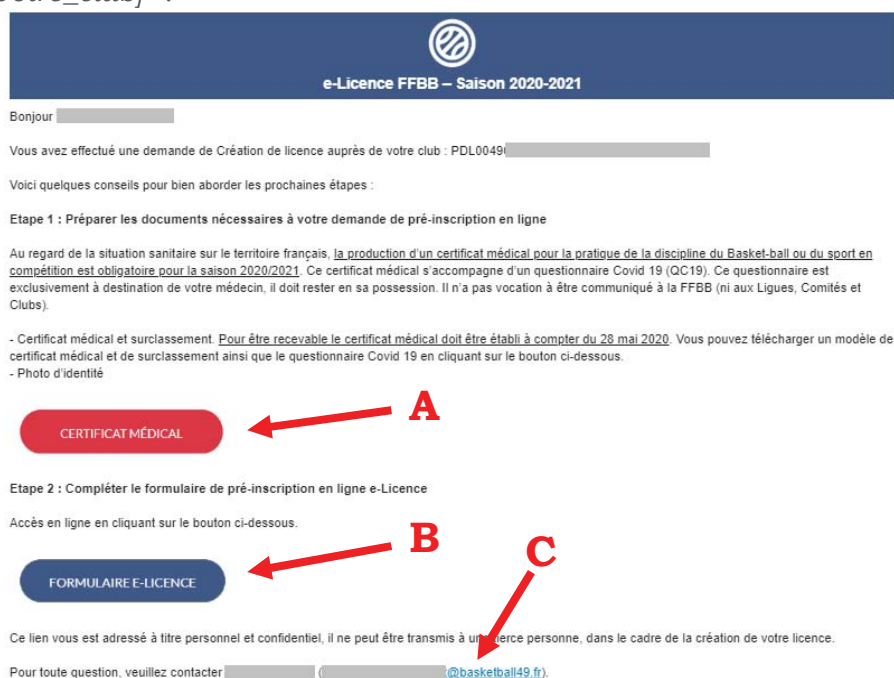 e-Licence FFBB – Saison 2020-2021
Bonjour
Vous avez effectué une demande de Création de licence auprès de votre club : PDL0049
Voici quelques conseils pour bien aborder les prochaines étapes :
Etape 1 : Préparer les documents nécessaires à votre demande de pré-inscription en ligne
Au regard de la situation sanitaire sur le territoire français, la production d'un certificat médical pour la pratique de la discipline du Basket-ball ou du sport en
compétition est obligatoire pour la saison 2020/2021. Ce certificat médical s'accompagne d'un questionnaire Covid 19 (QC19). Ce questionnaire est
exclusivement à destination de votre médecin, il doit rester en sa possession. Il n'a pas vocation à être communiqué à la FFBB (ni aux Ligues, Comités et
Clubs).
- Certificat médical et surclassement. Pour être recevable le certificat médical doit être établi à compter du 28 mai 2020. Vous pouvez télécharger un modèle de
certificat médical et de surclassement ainsi que le questionnaire Covid 19 en cliquant sur le bouton ci-dessous.
- Photo d'identité
A
CERTIFICAT MÉDICAL
Etape 2 : Compléter le formulaire de pré-inscription en ligne e-Licence
Accès en ligne en cliquant sur le bouton ci-dessous.
B
C
FORMULAIRE E-LICENCE
Ce lien vous est adressé à titre personnel et confidentiel, il ne peut être transmis à une tierce personne, dans le cadre de la création de votre licence.
Pour toute question, veuillez contacter ( @basketball49.fr).